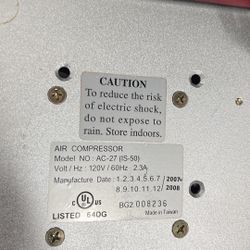 CAUTION
To reduce the risk
of electric shock,
do not expose to
rain. Store indoors.
AIR COMPRESSOR
Model NO : AC-27 (IS-50)
Volt / Hz : 120V / 60Hz 2.3A
Manufacture Date : 1.2.3.4.5.6.7 / 2007
8.9.10.11.12 / 2008
c UL US
BG2 008236
LISTED 64DG Made in Taiwan